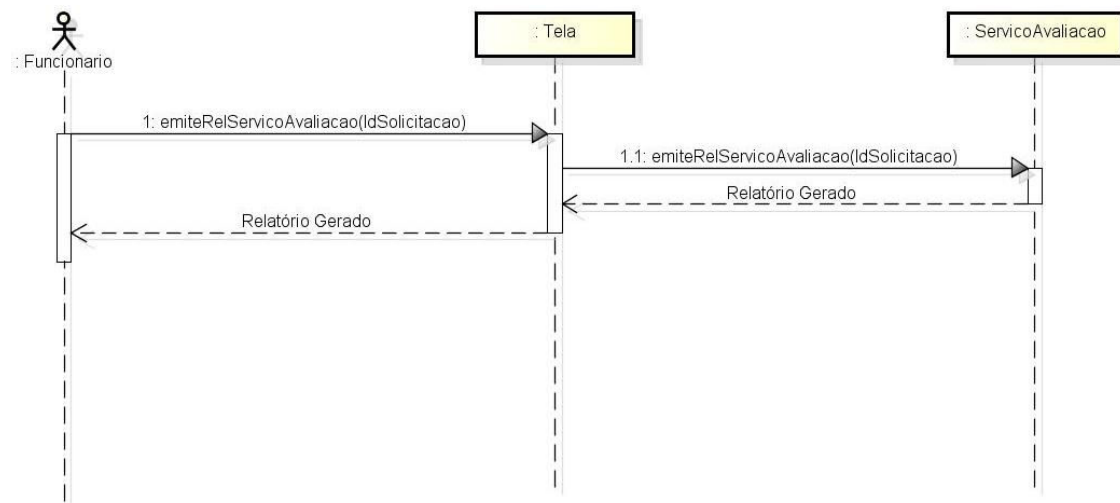 : Funcionario
: Tela
: ServicoAvaliacao
1: emiteRelServicoAvaliacao(IdSolicitacao)
1.1: emiteRelServicoAvaliacao(IdSolicitacao)
Relatório Gerado
Relatório Gerado